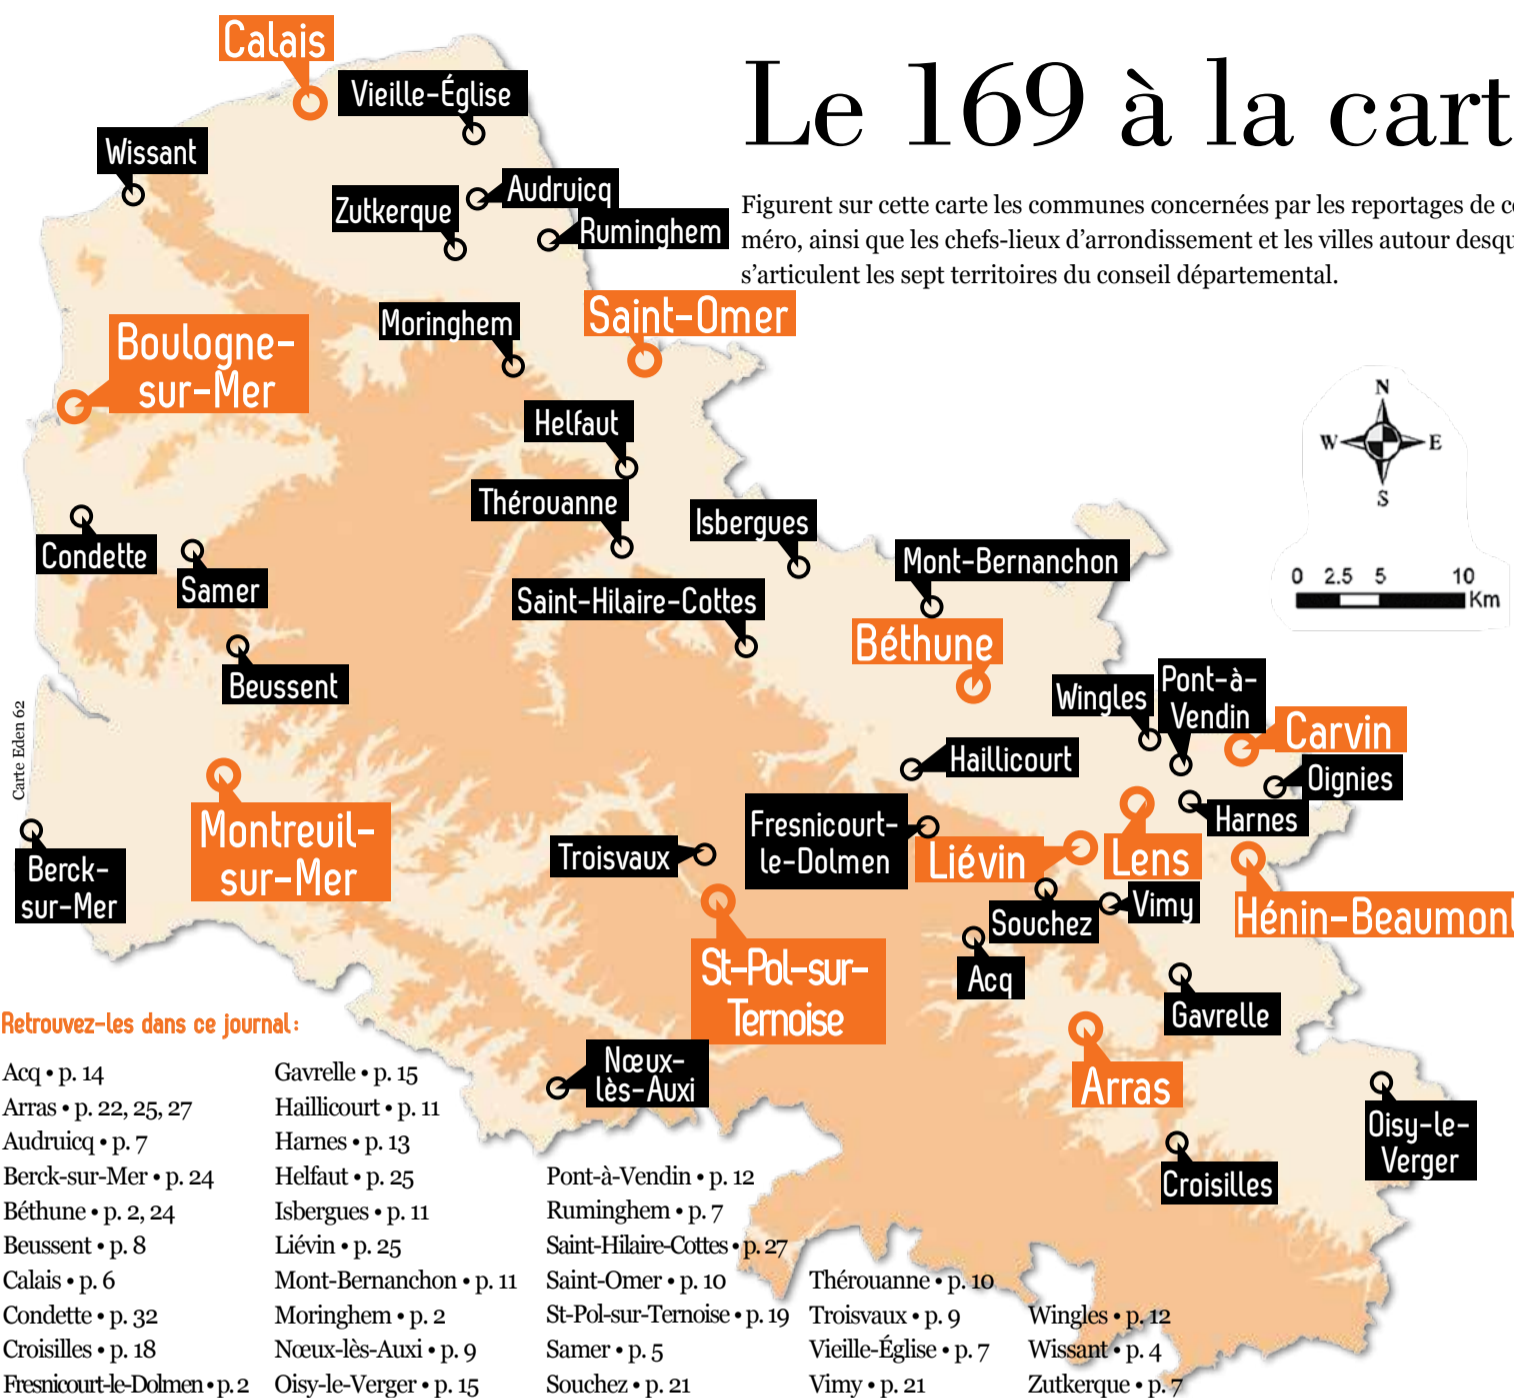 Le 169 à la cart
Figurent sur cette carte les communes concernées par les reportages de c
méro, ainsi que les chefs-lieux d'arrondissement et les villes autour desqu
s'articulent les sept territoires du conseil départemental.
Calais
Vieille-Église
Wissant
Audruicq
Zutkerque
Ruminghem
Saint-Omer
Moringhem
Boulogne-
sur-Mer
Helfaut
Thérouanne
Isbergues
Condette
Samer
Mont-Bernanchon
Saint-Hilaire-Cottes
Béthune
Beussent
Wingles
Pont-à-
Vendin
Carvin
Haillicourt
Oignies
Harnes
Montreuil-
sur-Mer
Berck-
sur-Mer
Troisvaux
Fresnicourt-
le-Dolmen
Liévin
Lens
Hénin-Beaumont
Souchez
Vimy
Acq
St-Pol-sur-
Ternoise
Gavrelle
Arras
Nœux-
lès-Auxi
Oisy-le-
Verger
Croisilles
N
W
E
S
0 2.5 5 10
Km
Carte Eden 62
Retrouvez-les dans ce journal :
Acq • p. 14
Arras • p. 22, 25, 27
Audruicq • p. 7
Berck-sur-Mer • p. 24
Béthune • p. 2, 24
Beussent • p. 8
Calais • p. 6
Condette • p. 32
Croisilles • p. 18
Fresnicourt-le-Dolmen • p. 2
Gavrelle • p. 15
Haillicourt • p. 11
Harnes • p. 13
Helfaut • p. 25
Isbergues • p. 11
Liévin • p. 25
Mont-Bernanchon • p. 11
Moringhem • p. 2
Nœux-lès-Auxi • p. 9
Oisy-le-Verger • p. 15
Pont-à-Vendin • p. 12
Ruminghem • p. 7
Saint-Hilaire-Cottes • p. 27
Saint-Omer • p. 10
St-Pol-sur-Ternoise • p. 19
Samer • p. 5
Souchez • p. 21
Thérouanne • p. 10
Troisvaux • p. 9
Vieille-Église • p. 7
Vimy • p. 21
Wingles • p. 12
Wissant • p. 4
Zutkerque • p. 7